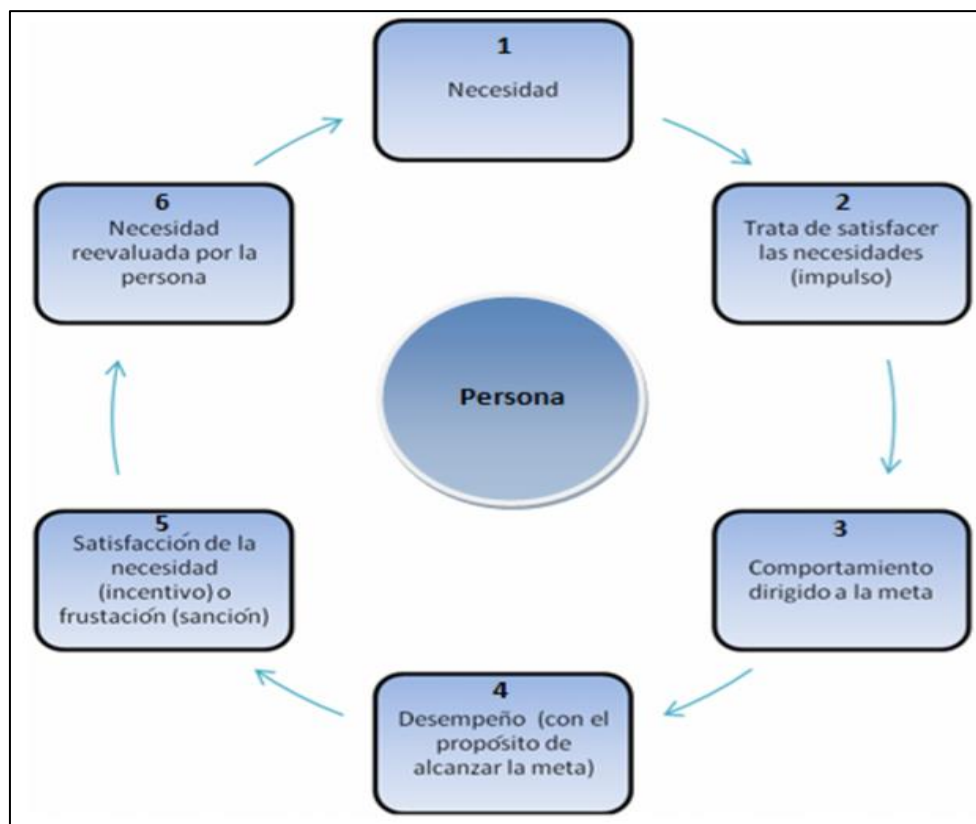 1
Necesidad
2
Trata de satisfacer
las necesidades
(impulso)
3
Comportamiento
dirigido a la meta
4
Desempeño (con el
propósito de
alcanzar la meta)
5
Satisfacción de la
necesidad
(incentivo) o
frustación (sanción)
6
Necesidad
reevaluada por la
persona
Persona